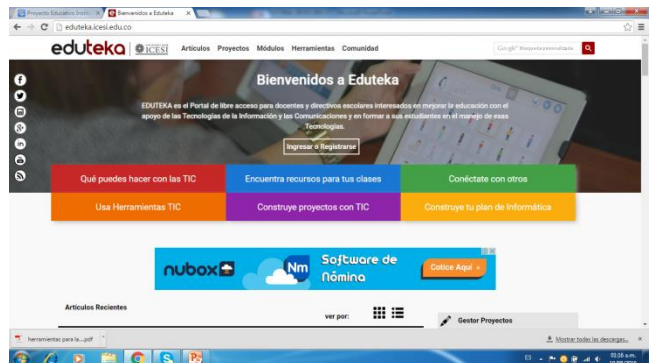 Proyecto Educativo Instit
Bienvenidos a Eduteka
eduteka.icesi.edu.co
eduteka
ICESI
Artículos Proyectos Módulos Herramientas Comunidad
Google
Bienvenidos a Eduteka
EDUTEKA es el Portal de libre acceso para docentes y directivos escolares interesados en mejorar la educación con el
apoyo de las Tecnologías de la Información y las Comunicaciones y en formar a sus estudiantes en el manejo de esas
Tecnologías.
Ingresar o Registrarse
Qué puedes hacer con las TIC
Encuentra recursos para tus clases
Conéctate con otros
Usa Herramientas TIC
Construye proyectos con TIC
Construye tu plan de Informática
nubox
Nm
Software de
Nómina
Cotice Aquí
Artículos Recientes
ver por:
Gestor Proyectos
herramientas para la....pdf
Mostrar todas las descargas...
ES